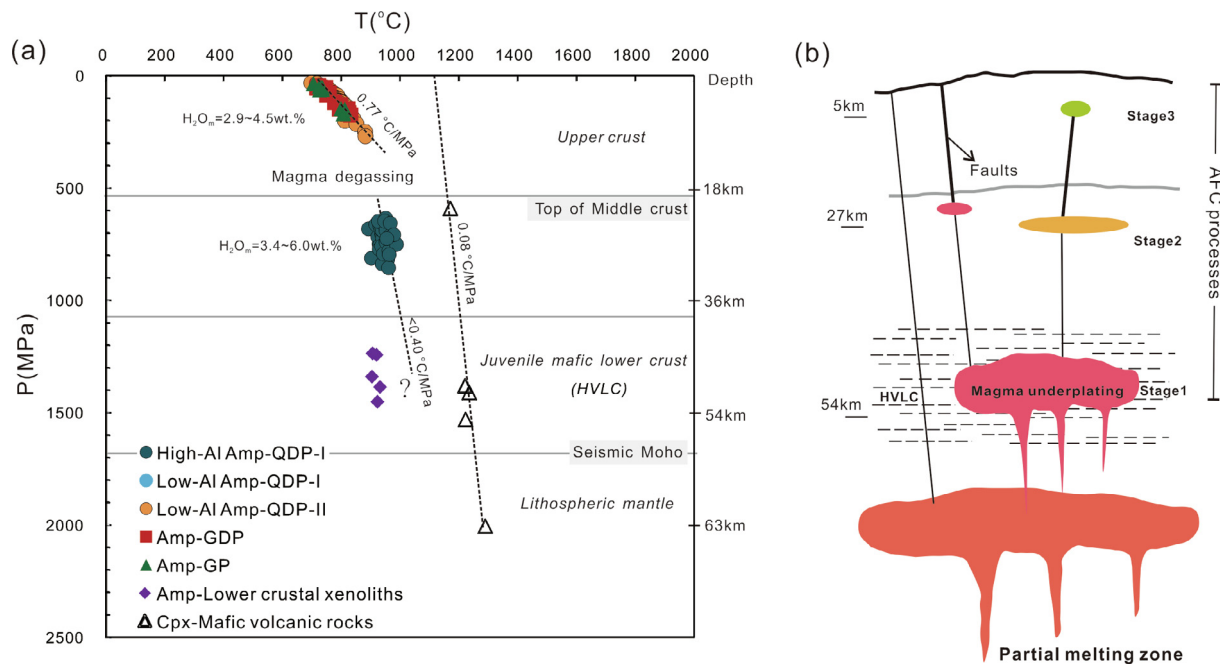 (a)
T(°C)
0 200 400 600 800 1000 1200 1400 1600 1800 2000
P(MPa)
0
500
1000
1500
2000
2500
Depth
18km
36km
54km
63km
0.77 °C/MPa
H₂Oₘ=2.9~4.5wt.%
Upper crust
Magma degassing
Top of Middle crust
H₂Oₘ=3.4~6.0wt.%
0.08 °C/MPa
<0.40 °C/MPa
?
Juvenile mafic lower crust
(HVLC)
Seismic Moho
Lithospheric mantle
High-Al Amp-QDP-I
Low-Al Amp-QDP-I
Low-Al Amp-QDP-II
Amp-GDP
Amp-GP
Amp-Lower crustal xenoliths
Cpx-Mafic volcanic rocks
(b)
5km
Stage3
Faults
27km
Stage2
AFC processes
HVLC
Magma underplating
Stage1
54km
Partial melting zone